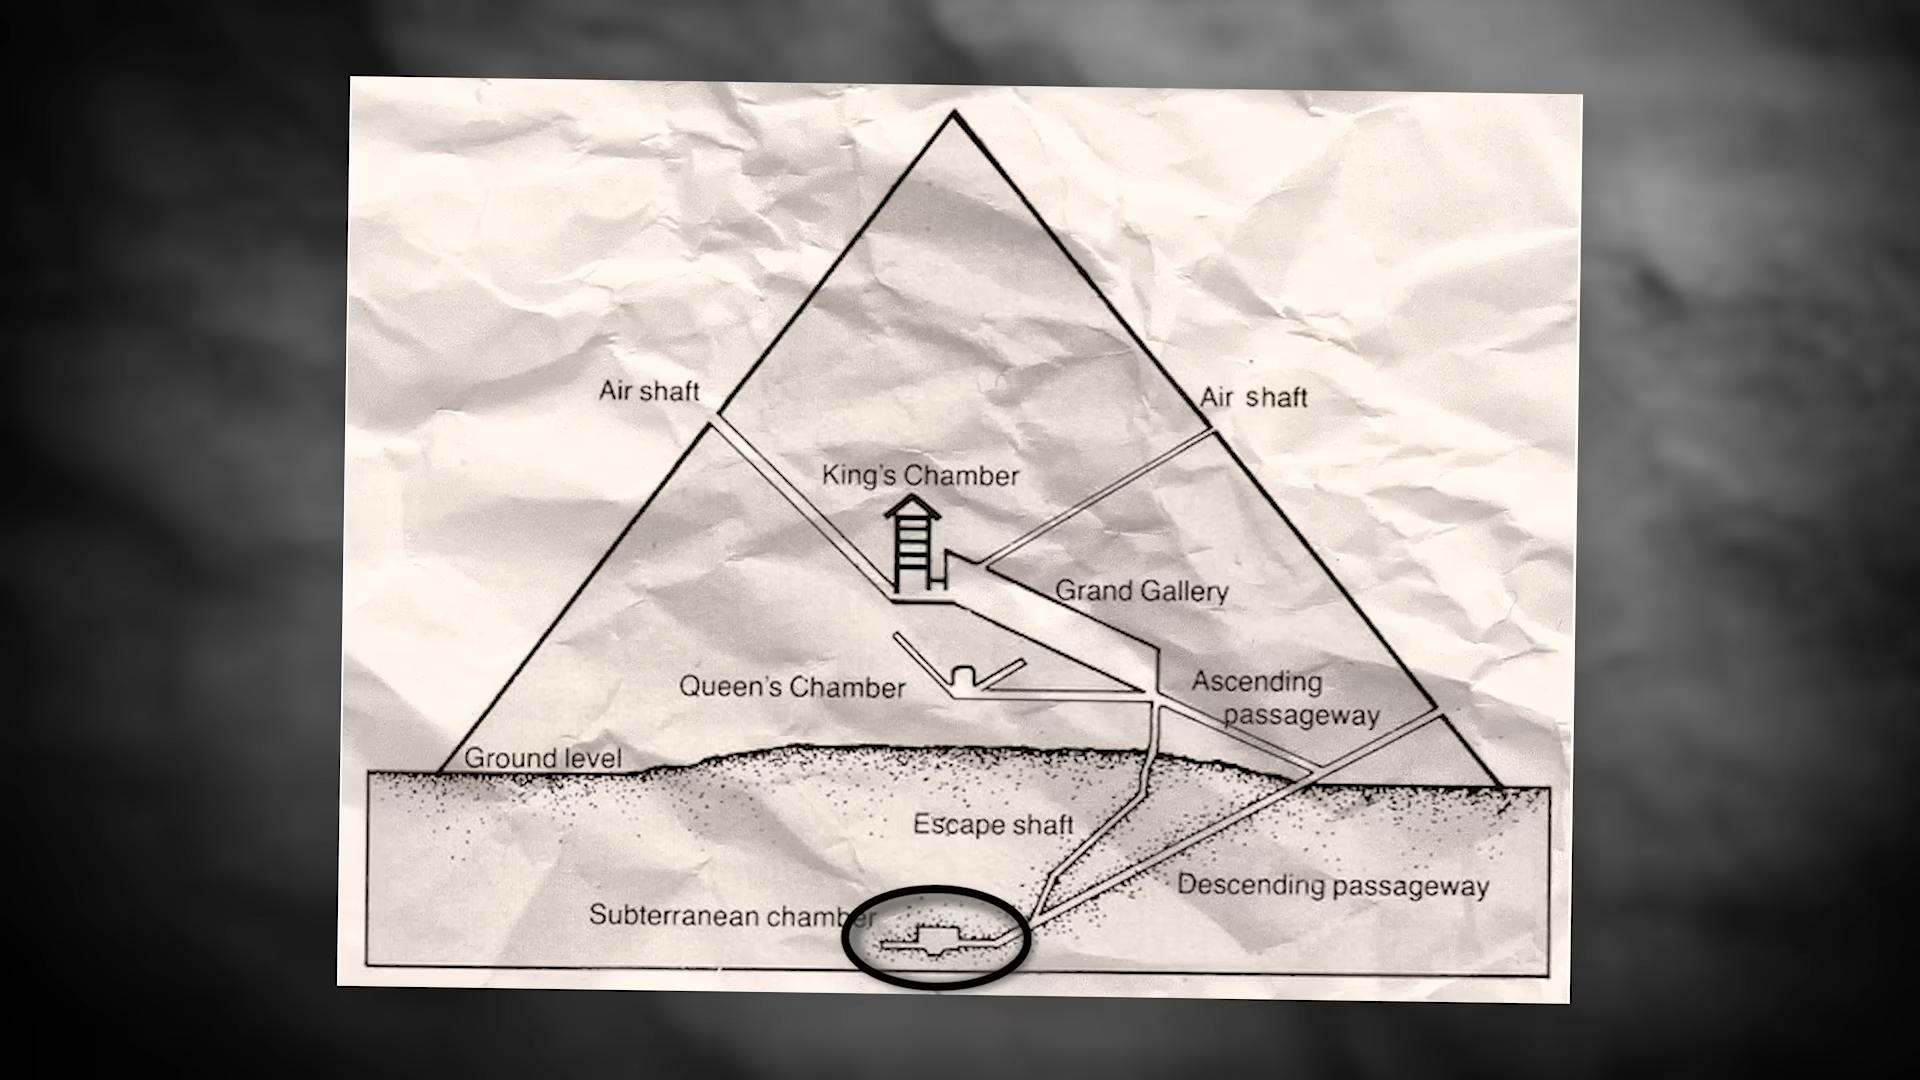 Air shaft
Air shaft
King's Chamber
Grand Gallery
Queen's Chamber
Ascending
passageway
Ground level
Escape shaft
Descending passageway
Subterranean chamber